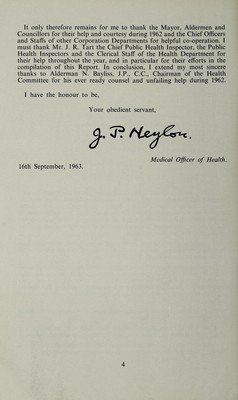 It only therefore remains for me to thank the Mayor, Aldermen and
Councillors for their help and courtesy during 1962 and the Chief Officers
and Staffs of other Corporation Departments for helpful co-operation. I
must thank Mr. J. R. Tart the Chief Public Health Inspector, the Public
Health Inspectors and the Clerical Staff of the Health Department for
their help throughout the year, and in particular for their efforts in the
compilation of this Report. In conclusion, I extend my most sincere
thanks to Alderman N. Bayliss, J.P., C.C., Chairman of the Health
Committee for his ever ready counsel and unfailing help during 1962.
I have the honour to be,
Your obedient servant,
J. P. Neylon.
Medical Officer of Health.
16th September, 1963.
4